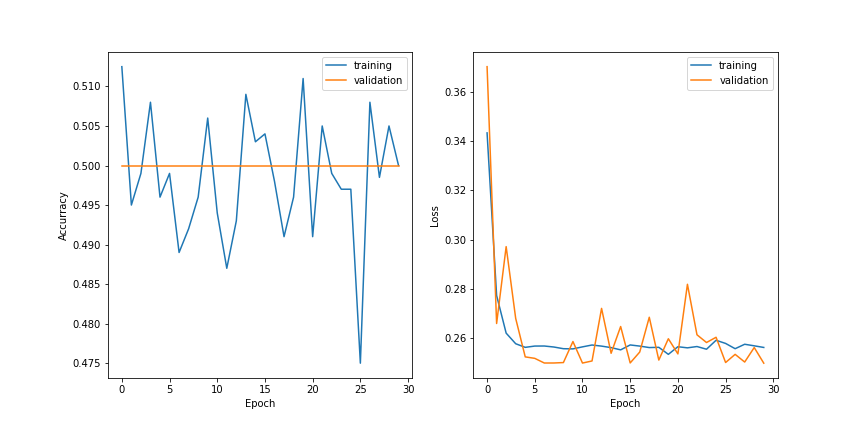 training
validation
0.510
0.505
0.500
0.495
0.490
0.485
0.480
0.475
Accurracy
0 5 10 15 20 25 30
Epoch
training
validation
0.36
0.34
0.32
0.30
0.28
0.26
Loss
0 5 10 15 20 25 30
Epoch